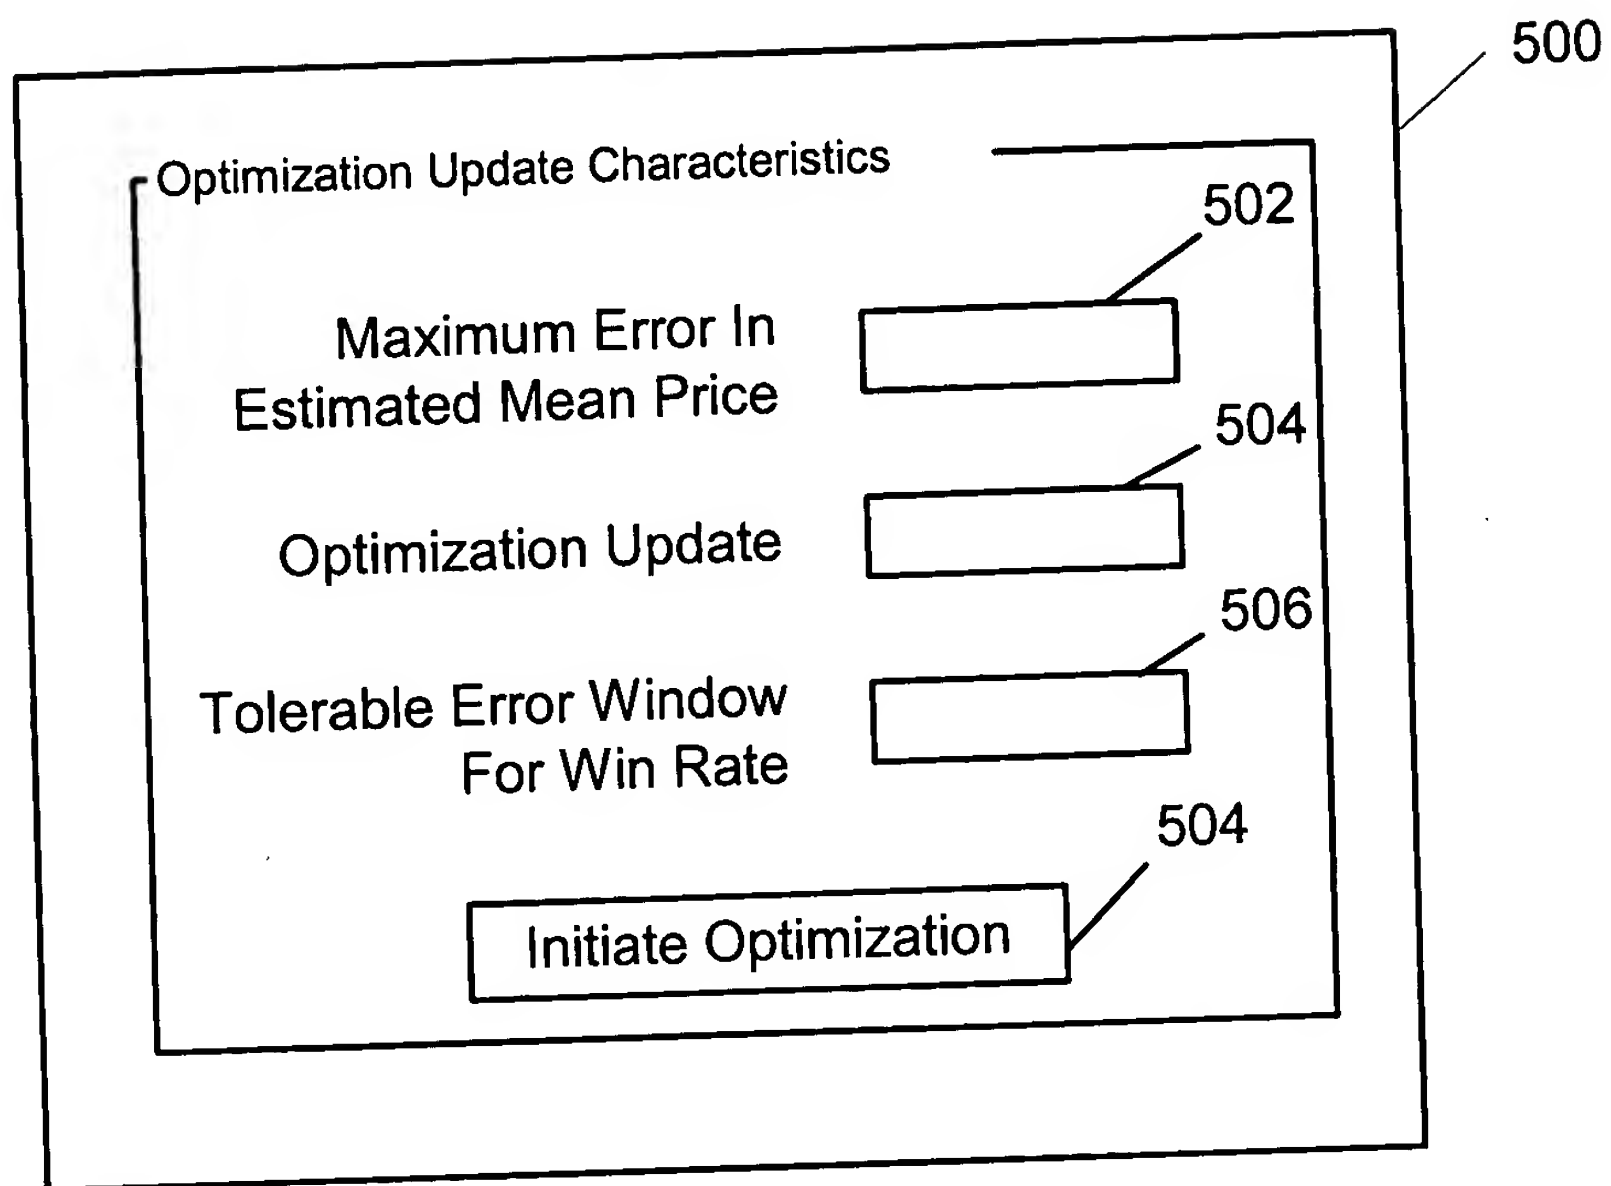 500
Optimization Update Characteristics
502
Maximum Error In
Estimated Mean Price
504
Optimization Update
506
Tolerable Error Window
For Win Rate
504
Initiate Optimization